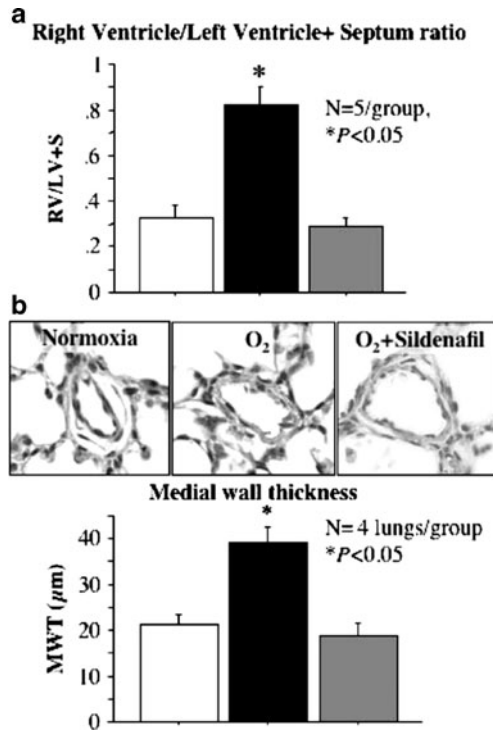 a
Right Ventricle/Left Ventricle+ Septum ratio
RV/LV+S
1
.8
.6
.4
.2
0
*
N=5/group,
*P<0.05
b
Normoxia
O₂
O₂+Sildenafil
Medial wall thickness
MWT (µm)
40
30
20
10
0
*
N= 4 lungs/group
*P<0.05